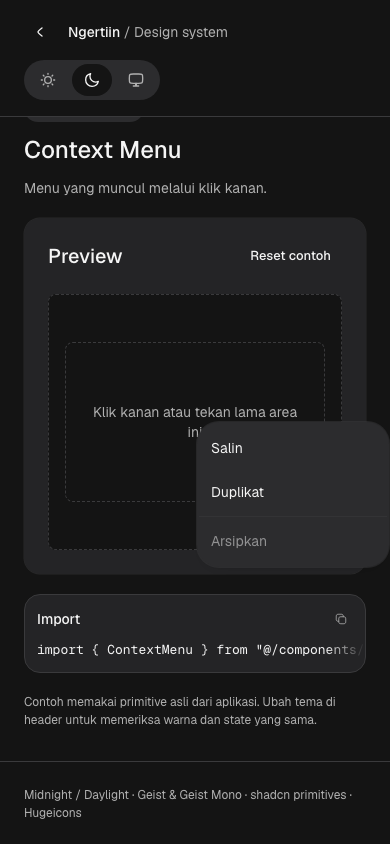 Ngertiin / Design system
Context Menu
Menu yang muncul melalui klik kanan.
Preview
Reset contoh
Klik kanan atau tekan lama area
ini
Salin
Duplikat
Arsipkan
Import
import { ContextMenu } from "@/components/
Contoh memakai primitive asli dari aplikasi. Ubah tema di
header untuk memeriksa warna dan state yang sama.
Midnight / Daylight · Geist & Geist Mono · shadcn primitives ·
Hugeicons